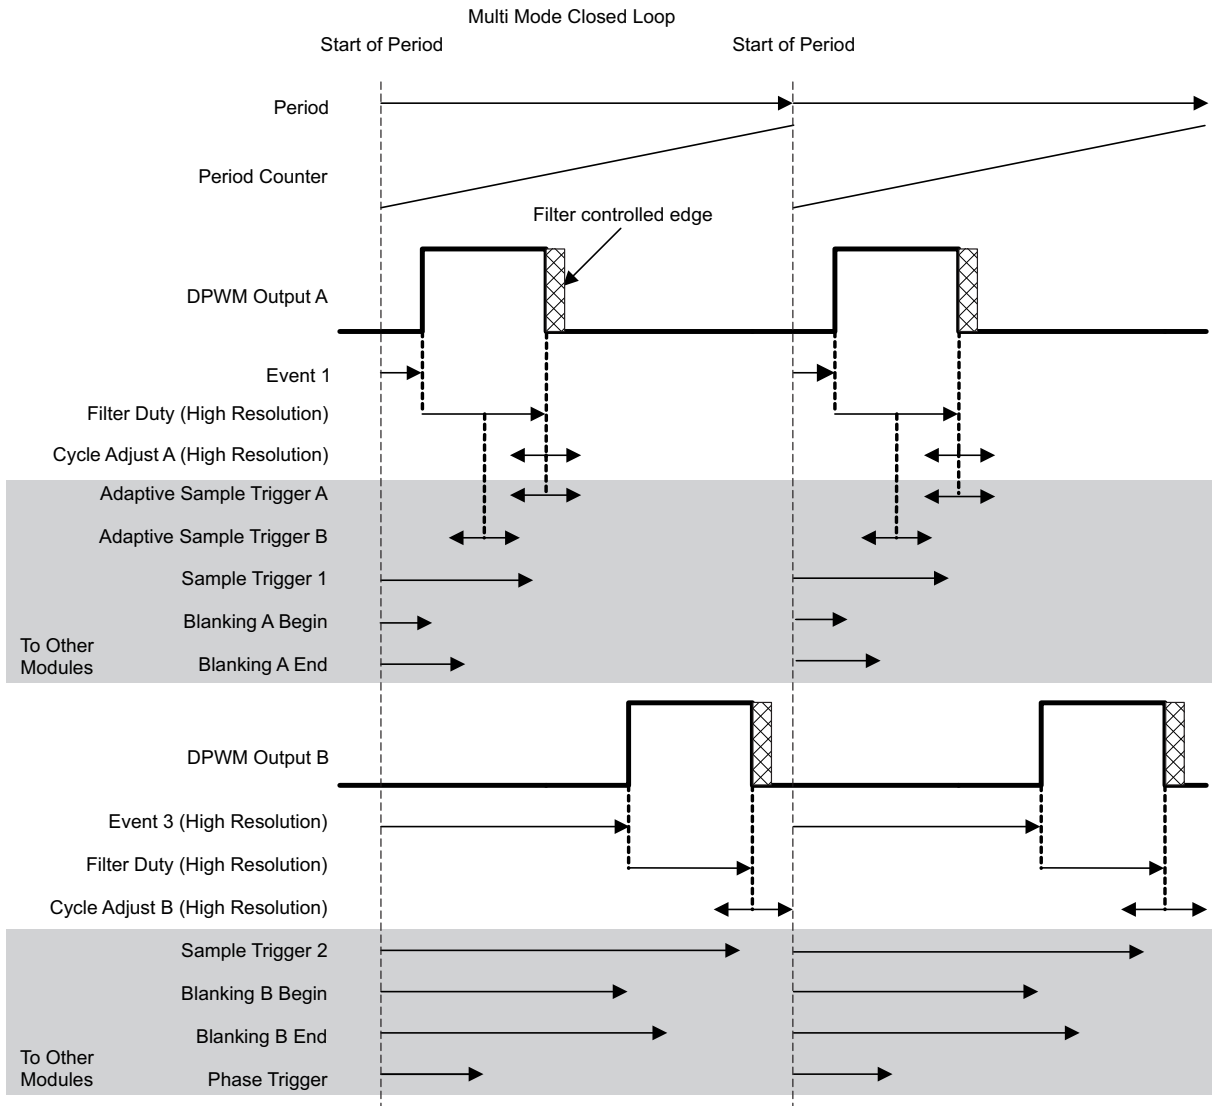 Multi Mode Closed Loop
Start of Period
Start of Period
Period
Period Counter
Filter controlled edge
DPWM Output A
Event 1
Filter Duty (High Resolution)
Cycle Adjust A (High Resolution)
Adaptive Sample Trigger A
Adaptive Sample Trigger B
Sample Trigger 1
Blanking A Begin
To Other
Modules
Blanking A End
DPWM Output B
Event 3 (High Resolution)
Filter Duty (High Resolution)
Cycle Adjust B (High Resolution)
Sample Trigger 2
Blanking B Begin
Blanking B End
To Other
Modules
Phase Trigger